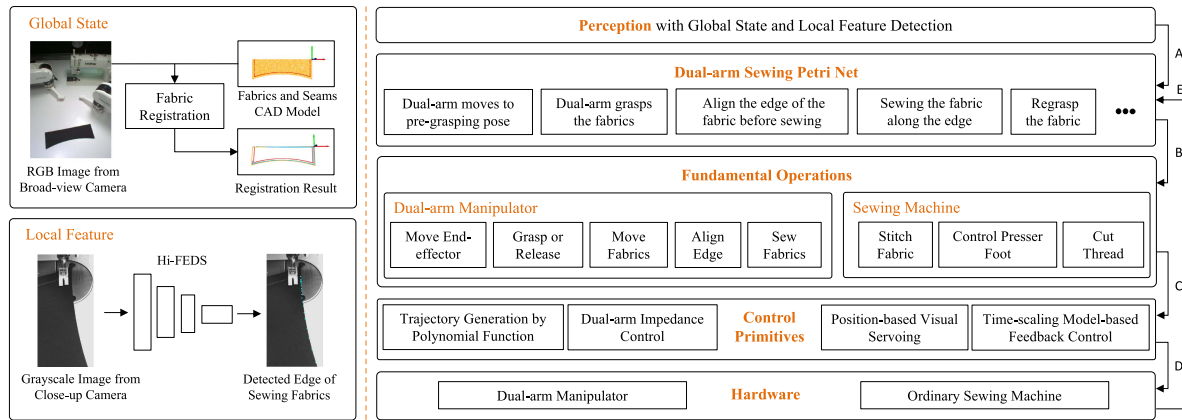 Global State
Fabric
Registration
Fabrics and Seams
CAD Model
RGB Image from
Broad-view Camera
Registration Result
Local Feature
Hi-FEDS
Grayscale Image from
Close-up Camera
Detected Edge of
Sewing Fabrics
Perception with Global State and Local Feature Detection
A
Dual-arm Sewing Petri Net
E
Dual-arm moves to
pre-grasping pose
Dual-arm grasps
the fabrics
Align the edge of the
fabric before sewing
Sewing the fabric
along the edge
Regrasp
the fabric
•••
B
Fundamental Operations
Dual-arm Manipulator
Move End-
effector
Grasp or
Release
Move
Fabrics
Align
Edge
Sew
Fabrics
Sewing Machine
Stitch
Fabric
Control Presser
Foot
Cut
Thread
C
Trajectory Generation by
Polynomial Function
Dual-arm Impedance
Control
Control
Primitives
Position-based Visual
Servoing
Time-scaling Model-based
Feedback Control
D
Dual-arm Manipulator
Hardware
Ordinary Sewing Machine